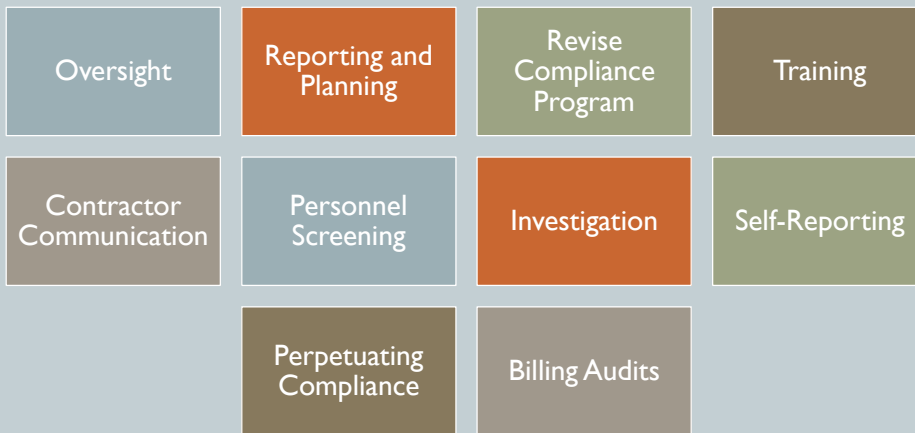 Oversight
Reporting and
Planning
Revise
Compliance
Program
Training
Contractor
Communication
Personnel
Screening
Investigation
Self-Reporting
Perpetuating
Compliance
Billing Audits